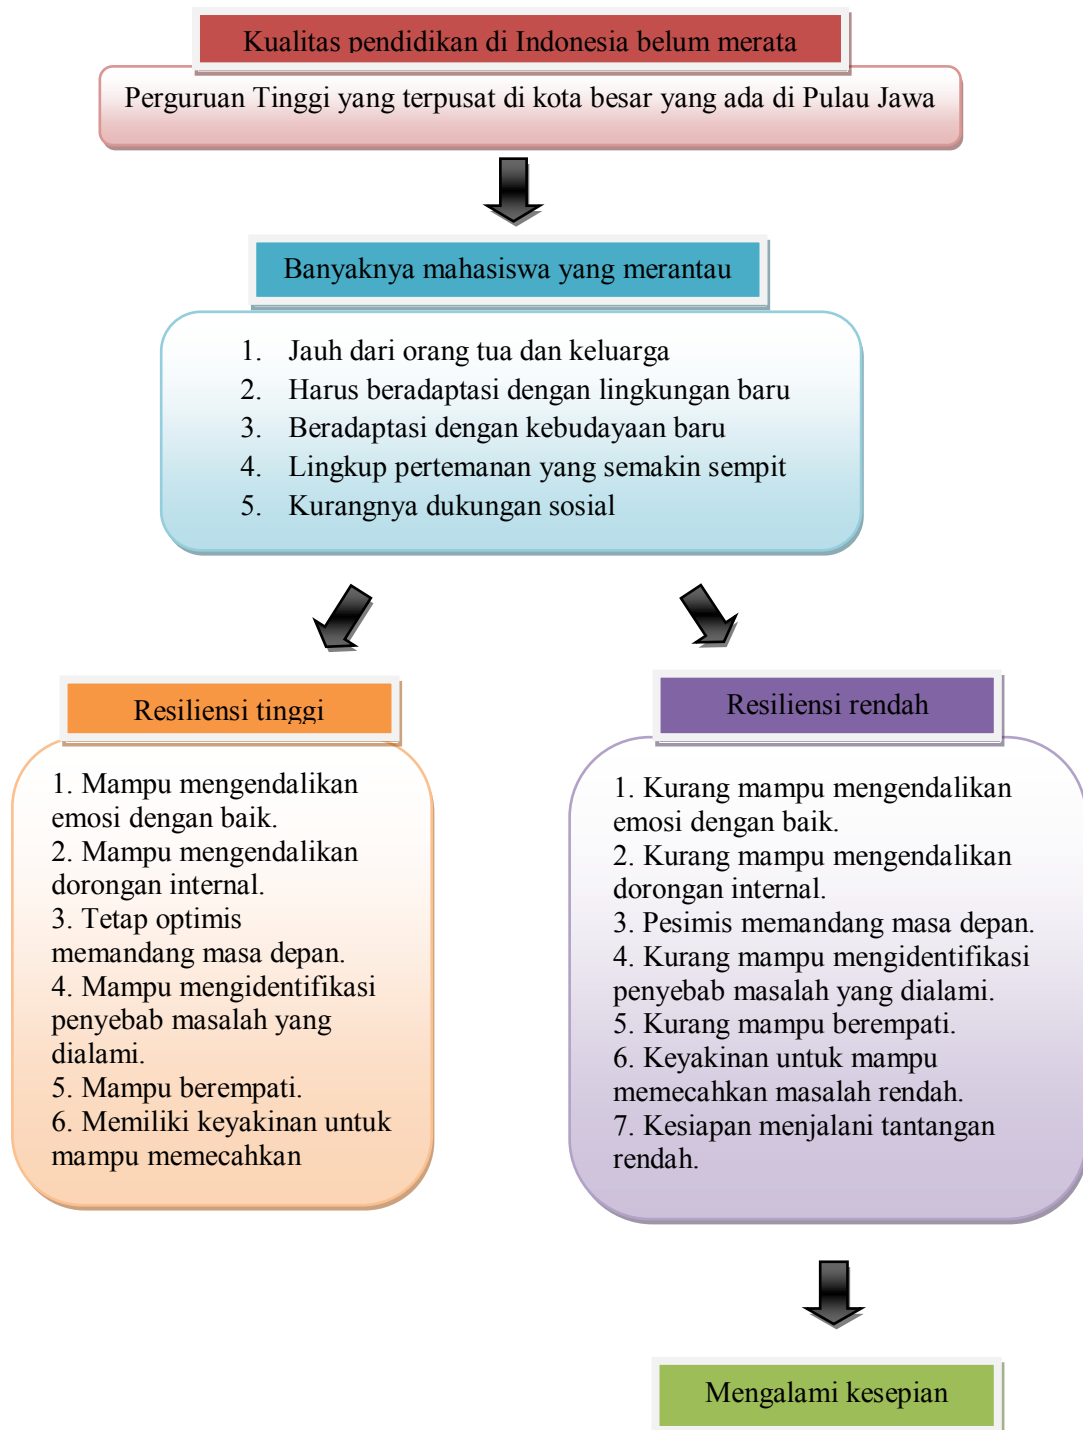 Kualitas pendidikan di Indonesia belum merata
Perguruan Tinggi yang terpusat di kota besar yang ada di Pulau Jawa
Banyaknya mahasiswa yang merantau
1. Jauh dari orang tua dan keluarga
2. Harus beradaptasi dengan lingkungan baru
3. Beradaptasi dengan kebudayaan baru
4. Lingkup pertemanan yang semakin sempit
5. Kurangnya dukungan sosial
Resiliensi tinggi
1. Mampu mengendalikan
emosi dengan baik.
2. Mampu mengendalikan
dorongan internal.
3. Tetap optimis
memandang masa depan.
4. Mampu mengidentifikasi
penyebab masalah yang
dialami.
5. Mampu berempati.
6. Memiliki keyakinan untuk
mampu memecahkan
Resiliensi rendah
1. Kurang mampu mengendalikan
emosi dengan baik.
2. Kurang mampu mengendalikan
dorongan internal.
3. Pesimis memandang masa depan.
4. Kurang mampu mengidentifikasi
penyebab masalah yang dialami.
5. Kurang mampu berempati.
6. Keyakinan untuk mampu
memecahkan masalah rendah.
7. Kesiapan menjalani tantangan
rendah.
Mengalami kesepian